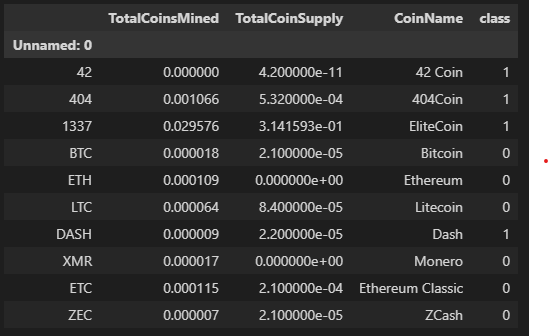 TotalCoinsMined TotalCoinSupply CoinName class
Unnamed: 0
42 0.000000 4.200000e-11 42 Coin 1
404 0.001066 5.320000e-04 404Coin 1
1337 0.029576 3.141593e-01 EliteCoin 1
BTC 0.000018 2.100000e-05 Bitcoin 0
ETH 0.000109 0.000000e+00 Ethereum 0
LTC 0.000064 8.400000e-05 Litecoin 0
DASH 0.000009 2.200000e-05 Dash 1
XMR 0.000017 0.000000e+00 Monero 0
ETC 0.000115 2.100000e-04 Ethereum Classic 0
ZEC 0.000007 2.100000e-05 ZCash 0